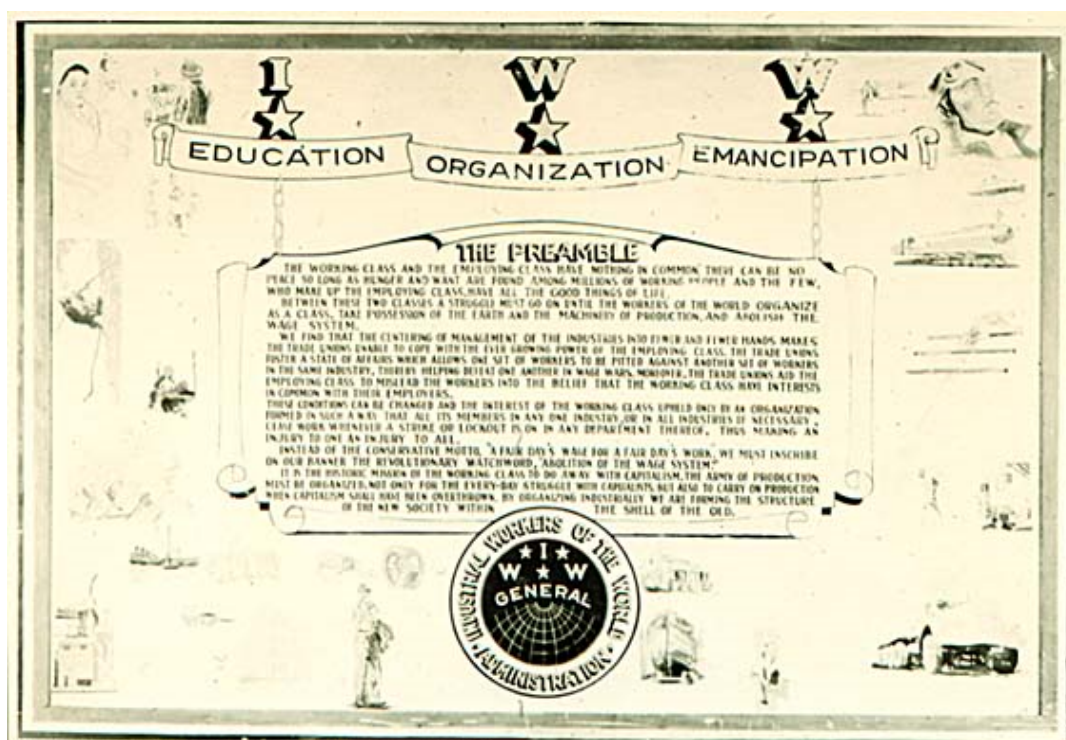 I W W
EDUCATION ORGANIZATION EMANCIPATION
THE PREAMBLE
THE WORKING CLASS AND THE EMPLOYING CLASS HAVE NOTHING IN COMMON THERE CAN BE NO
PEACE SO LONG AS HUNGER AND WANT ARE FOUND AMONG MILLIONS OF WORKING PEOPLE AND THE FEW,
WHO MAKE UP THE EMPLOYING CLASS, HAVE ALL THE GOOD THINGS OF LIFE.
BETWEEN THESE TWO CLASSES A STRUGGLE MUST GO ON UNTIL THE WORKERS OF THE WORLD ORGANIZE
AS A CLASS, TAKE POSSESSION OF THE EARTH AND THE MACHINERY OF PRODUCTION, AND ABOLISH THE
WAGE SYSTEM.
WE FIND THAT THE CENTERING OF MANAGEMENT OF THE INDUSTRIES INTO FEWER AND FEWER HANDS MAKES
THE TRADE UNIONS UNABLE TO COPE WITH THE EVER GROWING POWER OF THE EMPLOYING CLASS. THE TRADE UNIONS
FOSTER A STATE OF AFFAIRS WHICH ALLOWS ONE SET OF WORKERS TO BE PITTED AGAINST ANOTHER SET OF WORKERS
IN THE SAME INDUSTRY, THEREBY HELPING DEFEAT ONE ANOTHER IN WAGE WARS. MOREOVER, THE TRADE UNIONS AID THE
EMPLOYING CLASS TO MISLEAD THE WORKERS INTO THE BELIEF THAT THE WORKING CLASS HAVE INTERESTS
IN COMMON WITH THEIR EMPLOYERS.
THESE CONDITIONS CAN BE CHANGED AND THE INTEREST OF THE WORKING CLASS UPHELD ONLY BY AN ORGANIZATION
FORMED IN SUCH A WAY THAT ALL ITS MEMBERS IN ANY ONE INDUSTRY, OR IN ALL INDUSTRIES IF NECESSARY,
CEASE WORK WHENEVER A STRIKE OR LOCKOUT IS ON IN ANY DEPARTMENT THEREOF, THUS MAKING AN
INJURY TO ONE AN INJURY TO ALL.
INSTEAD OF THE CONSERVATIVE MOTTO, "A FAIR DAY'S WAGE FOR A FAIR DAY'S WORK, WE MUST INSCRIBE
ON OUR BANNER THE REVOLUTIONARY WATCHWORD, "ABOLITION OF THE WAGE SYSTEM."
IT IS THE HISTORIC MISSION OF THE WORKING CLASS TO DO AWAY WITH CAPITALISM. THE ARMY OF PRODUCTION
MUST BE ORGANIZED, NOT ONLY FOR THE EVERY-DAY STRUGGLE WITH CAPITALISTS, BUT ALSO TO CARRY ON PRODUCTION
WHEN CAPITALISM SHALL HAVE BEEN OVERTHROWN. BY ORGANIZING INDUSTRIALLY WE ARE FORMING THE STRUCTURE
OF THE NEW SOCIETY WITHIN THE SHELL OF THE OLD.
INDUSTRIAL WORKERS OF THE WORLD
I
W W
GENERAL
ADMINISTRATION